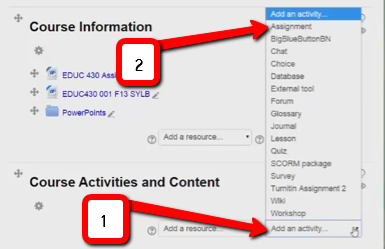 Course Information
2
EDUC 430 Ass
EDUC430 001 F13 SYLB
PowerPoints
Add a resource...
Course Activities and Content
1
Add a resource...
Add an activity...
Add an activity...
Assignment
BigBlueButtonBN
Chat
Choice
Database
External tool
Forum
Glossary
Journal
Lesson
Quiz
SCORM package
Survey
Turnitin Assignment 2
Wiki
Workshop